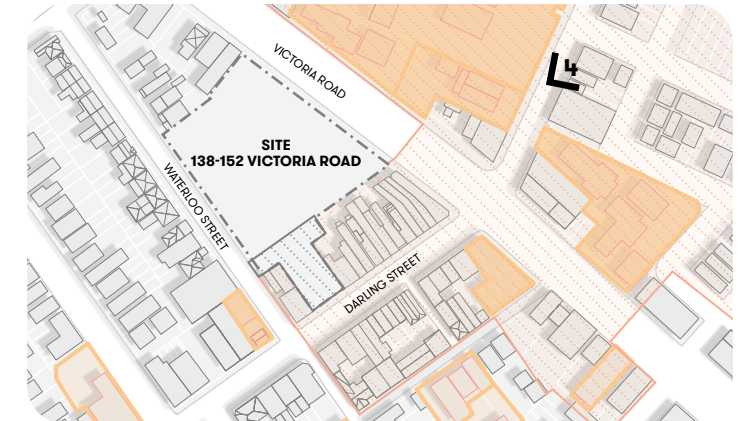 VICTORIA ROAD
4
SITE
138-152 VICTORIA ROAD
WATERLOO STREET
DARLING STREET